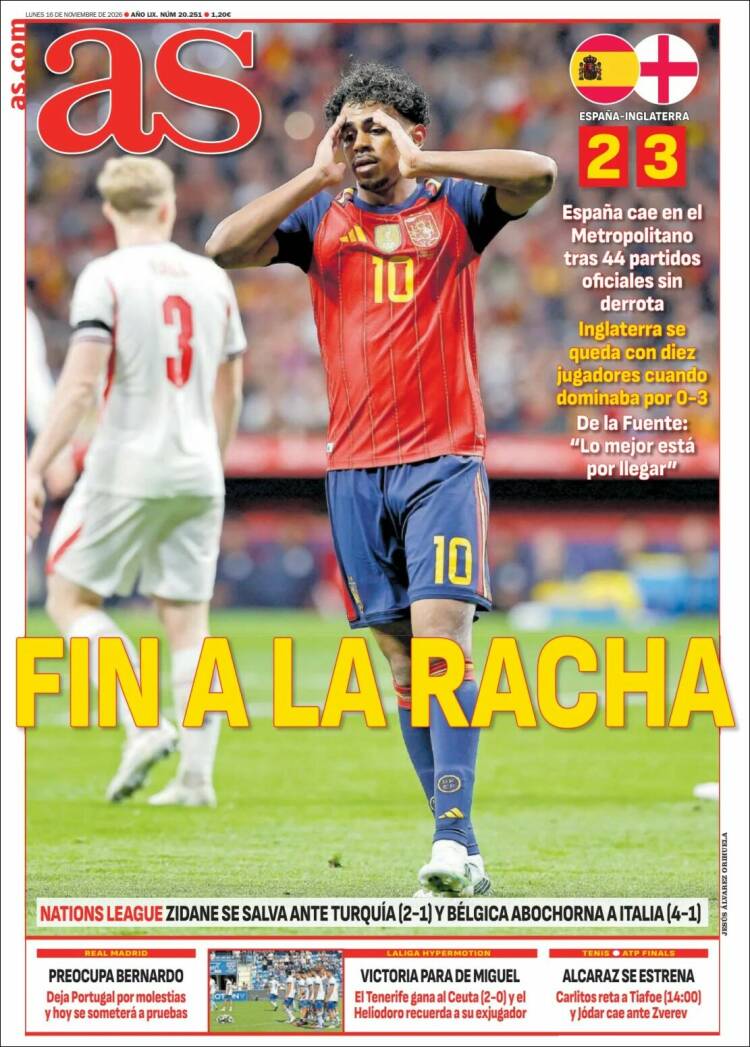 LUNES 16 DE NOVIEMBRE DE 2026 ● AÑO LIX. NÚM 20.251 ● 1,20€
as.com
as
ESPAÑA-INGLATERRA
2 3
España cae en el
Metropolitano
tras 44 partidos
oficiales sin
derrota
Inglaterra se
queda con diez
jugadores cuando
dominaba por 0-3
De la Fuente:
“Lo mejor está
por llegar”
3
10
10
FIN A LA RACHA
JESÚS ÁLVAREZ ORIHUELA
NATIONS LEAGUE ZIDANE SE SALVA ANTE TURQUÍA (2-1) Y BÉLGICA ABOCHORNA A ITALIA (4-1)
REAL MADRID
PREOCUPA BERNARDO
Deja Portugal por molestias
y hoy se someterá a pruebas
LALIGA HYPERMOTION
VICTORIA PARA DE MIGUEL
El Tenerife gana al Ceuta (2-0) y el
Heliodoro recuerda a su exjugador
TENIS ● ATP FINALS
ALCARAZ SE ESTRENA
Carlitos reta a Tiafoe (14:00)
y Jódar cae ante Zverev